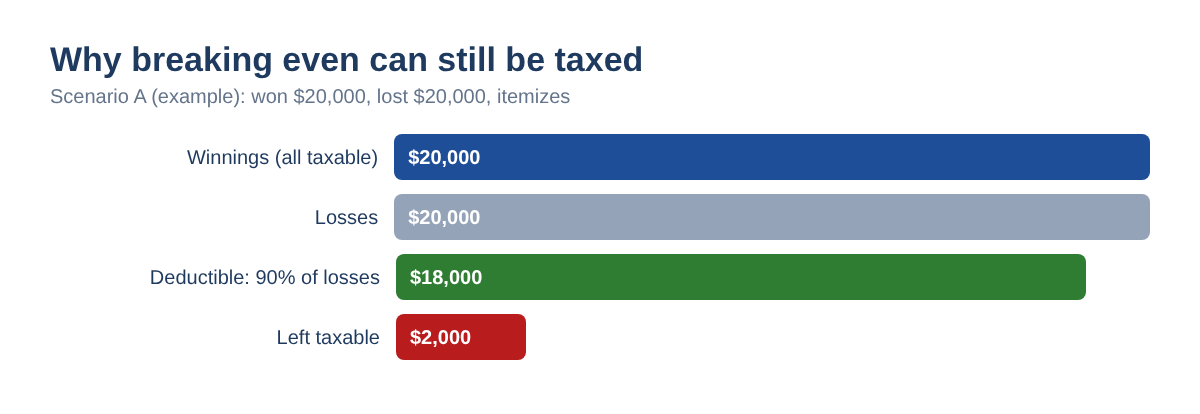 Why breaking even can still be taxed
Scenario A (example): won $20,000, lost $20,000, itemizes
Winnings (all taxable) $20,000
Losses $20,000
Deductible: 90% of losses $18,000
Left taxable $2,000